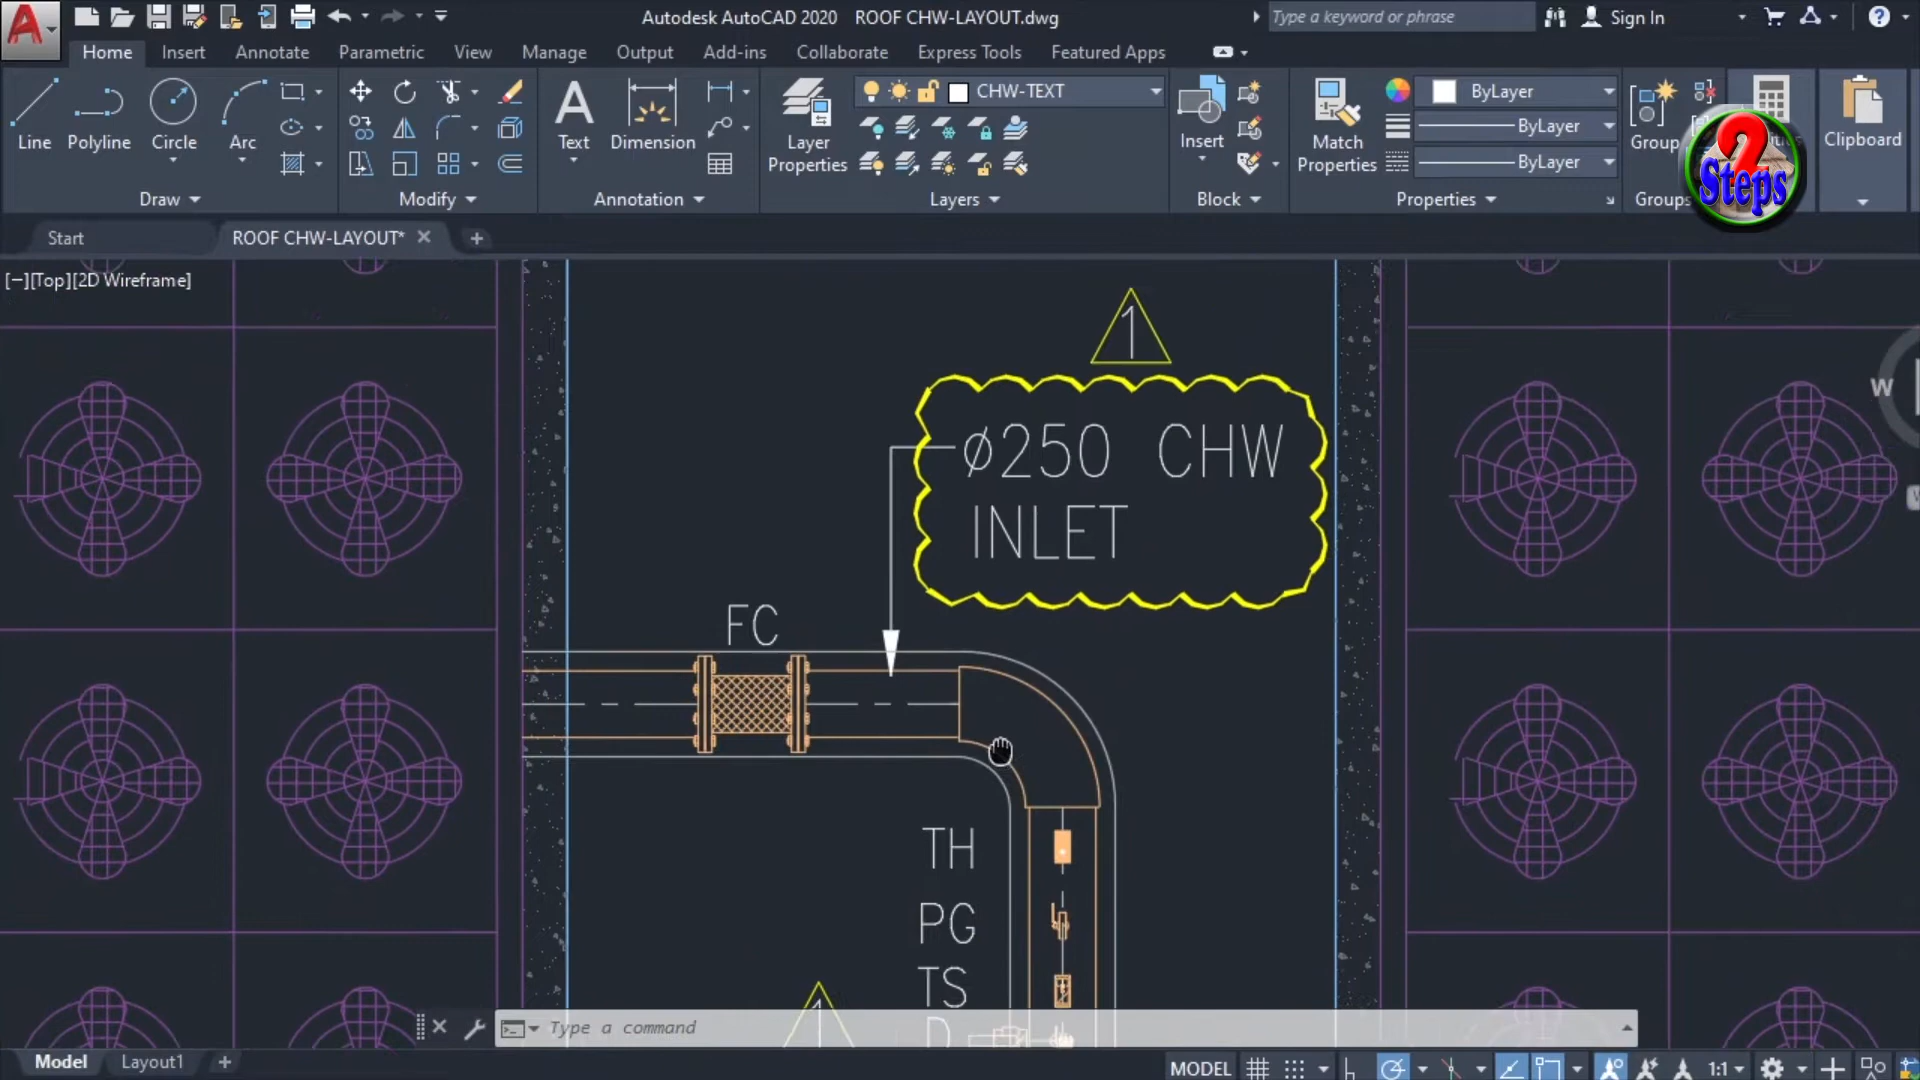 Autodesk AutoCAD 2020 ROOF CHW-LAYOUT.dwg
Type a keyword or phrase
Sign In
Home Insert Annotate Parametric View Manage Output Add-ins Collaborate Express Tools Featured Apps
Line Polyline Circle Arc
Text Dimension
Layer Properties
CHW-TEXT
Insert
Match Properties
ByLayer
ByLayer
ByLayer
Group
Clipboard
2 Steps
Draw Modify Annotation Layers Block Properties Groups
Start ROOF CHW-LAYOUT*
[−][Top][2D Wireframe]
W
1
ø250 CHW
INLET
FC
TH
PG
TS
D
1
Type a command
Model Layout1
MODEL 1:1